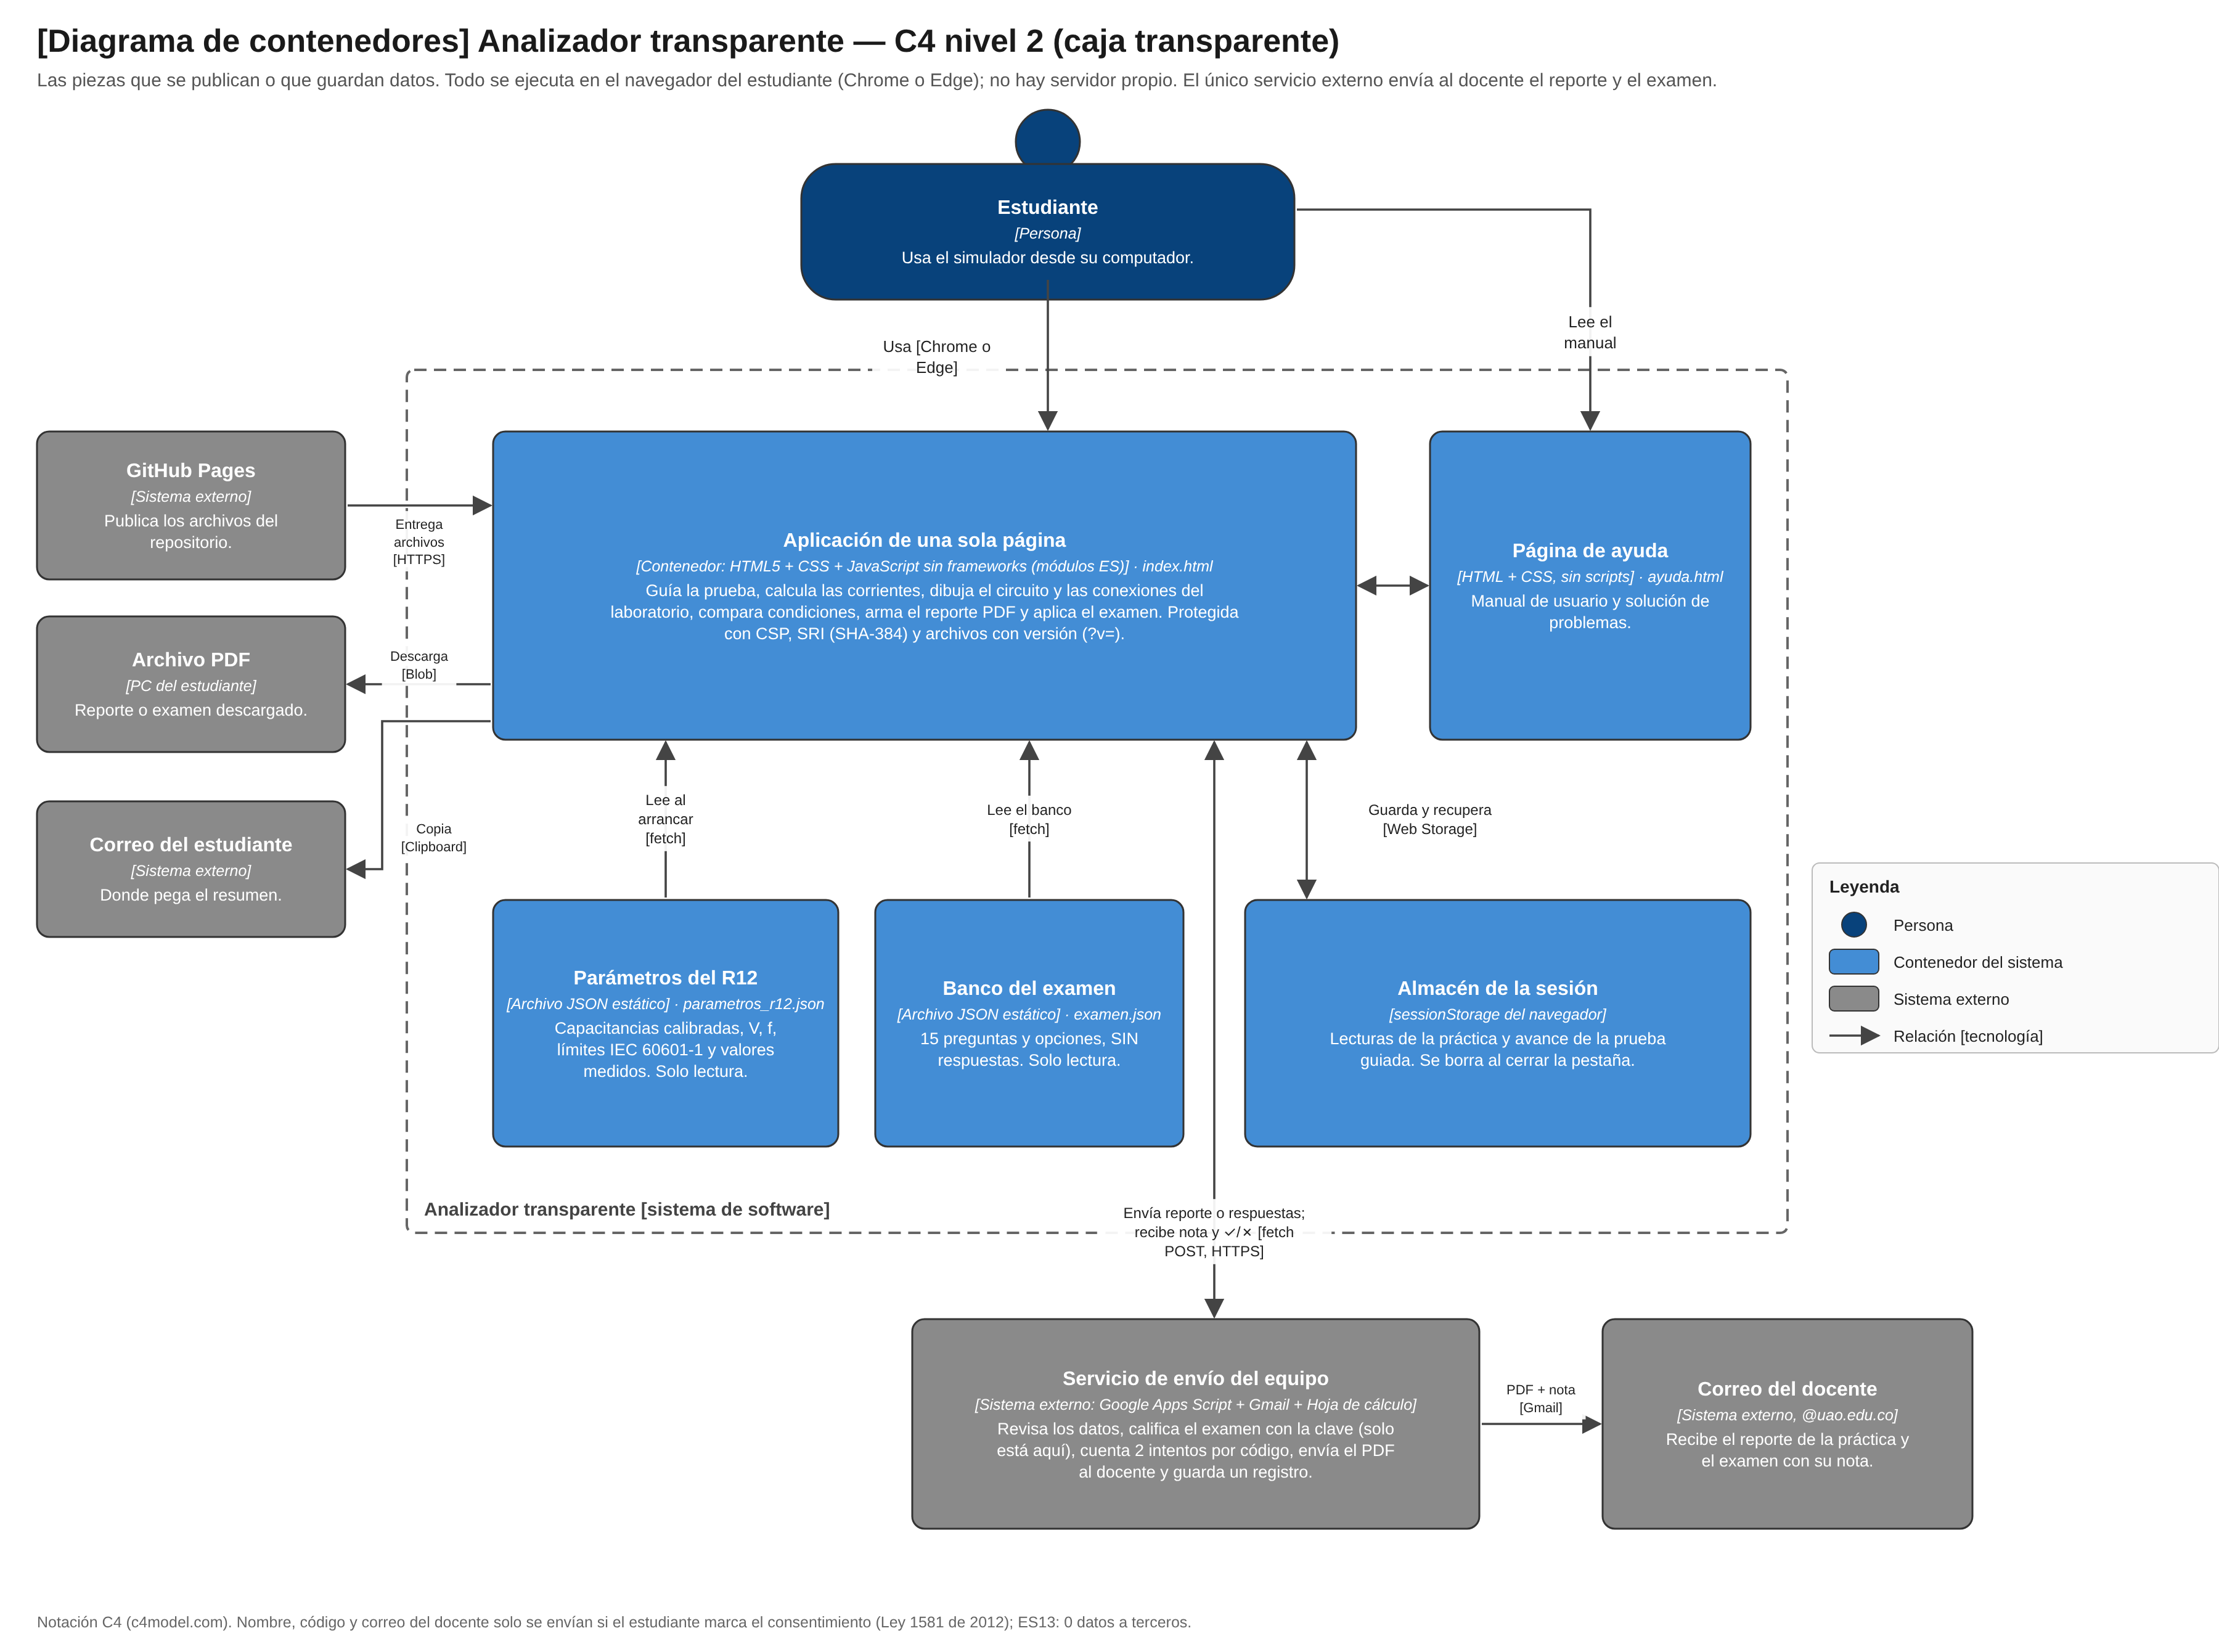 [Diagrama de contenedores] Analizador transparente — C4 nivel 2 (caja transparente)
Las piezas que se publican o que guardan datos. Todo se ejecuta en el navegador del estudiante (Chrome o Edge); no hay servidor propio. El único servicio externo envía al docente el reporte y el examen.
Estudiante
[Persona]
Usa el simulador desde su computador.
Lee el
manual
Usa [Chrome o
Edge]
GitHub Pages
[Sistema externo]
Publica los archivos del
repositorio.
Entrega
archivos
[HTTPS]
Aplicación de una sola página
[Contenedor: HTML5 + CSS + JavaScript sin frameworks (módulos ES)] · index.html
Guía la prueba, calcula las corrientes, dibuja el circuito y las conexiones del
laboratorio, compara condiciones, arma el reporte PDF y aplica el examen. Protegida
con CSP, SRI (SHA-384) y archivos con versión (?v=).
Página de ayuda
[HTML + CSS, sin scripts] · ayuda.html
Manual de usuario y solución de
problemas.
Archivo PDF
[PC del estudiante]
Reporte o examen descargado.
Descarga
[Blob]
Correo del estudiante
[Sistema externo]
Donde pega el resumen.
Copia
[Clipboard]
Lee al
arrancar
[fetch]
Lee el banco
[fetch]
Guarda y recupera
[Web Storage]
Parámetros del R12
[Archivo JSON estático] · parametros_r12.json
Capacitancias calibradas, V, f,
límites IEC 60601-1 y valores
medidos. Solo lectura.
Banco del examen
[Archivo JSON estático] · examen.json
15 preguntas y opciones, SIN
respuestas. Solo lectura.
Almacén de la sesión
[sessionStorage del navegador]
Lecturas de la práctica y avance de la prueba
guiada. Se borra al cerrar la pestaña.
Leyenda
Persona
Contenedor del sistema
Sistema externo
Relación [tecnología]
Analizador transparente [sistema de software]
Envía reporte o respuestas;
recibe nota y ✓/✗ [fetch
POST, HTTPS]
Servicio de envío del equipo
[Sistema externo: Google Apps Script + Gmail + Hoja de cálculo]
Revisa los datos, califica el examen con la clave (solo
está aquí), cuenta 2 intentos por código, envía el PDF
al docente y guarda un registro.
PDF + nota
[Gmail]
Correo del docente
[Sistema externo, @uao.edu.co]
Recibe el reporte de la práctica y
el examen con su nota.
Notación C4 (c4model.com). Nombre, código y correo del docente solo se envían si el estudiante marca el consentimiento (Ley 1581 de 2012); ES13: 0 datos a terceros.